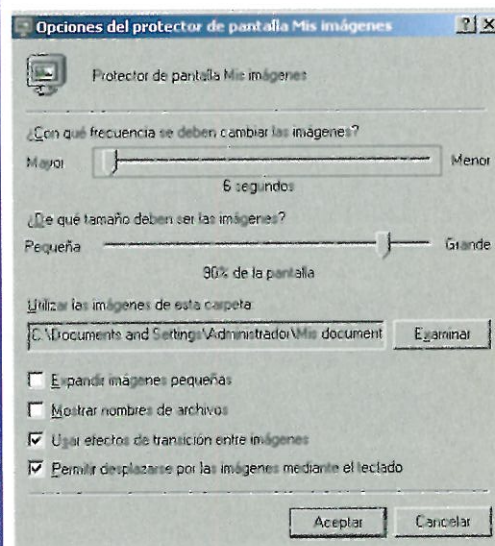 Opciones del protector de pantalla Mis imágenes
Protector de pantalla Mis imágenes
¿Con qué frecuencia se deben cambiar las imágenes?
Mayor Menor
6 segundos
¿De qué tamaño deben ser las imágenes?
Pequeña Grande
90% de la pantalla
Utilizar las imágenes de esta carpeta:
C:\Documents and Settings\Administrador\Mis document Examinar
Expandir imágenes pequeñas
Mostrar nombres de archivos
Usar efectos de transición entre imágenes
Permitir desplazarse por las imágenes mediante el teclado
Aceptar Cancelar